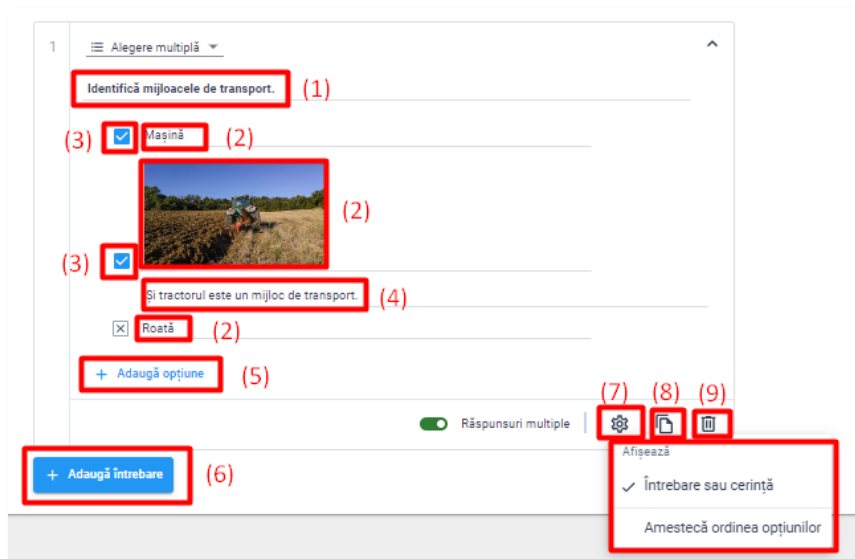 1 Alegere multiplă
Identifică mijloacele de transport. (1)
(3) Mașină (2)
(2)
(3)
Și tractorul este un mijloc de transport. (4)
Roată (2)
+ Adaugă opțiune (5)
(7) (8) (9)
Răspunsuri multiple
Afișează
+ Adaugă întrebare (6)
✓ Întrebare sau cerință
Amestecă ordinea opțiunilor